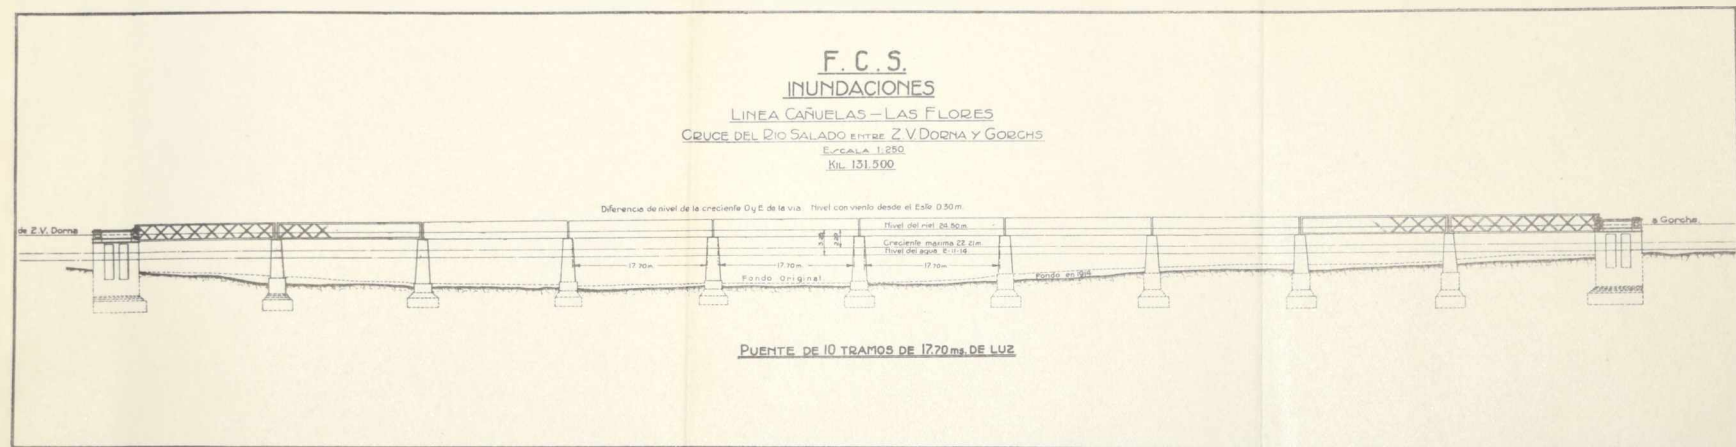 F. C. S.
INUNDACIONES
LINEA CAÑUELAS – LAS FLORES
CRUCE DEL RIO SALADO ENTRE Z.V. DORNA Y GORCHS
ESCALA 1:250
KIL. 131.500
Diferencia de nivel de la creciente O y E de la via. Nivel con viento desde el Este 0.30 m.
de Z.V. Dorna
a Gorchs
Nivel del riel 24.80 m
Creciente maxima 22.21 m
Nivel del agua, 2-11-14
17.70 m
17.70 m
17.70 m
Fondo Original
Fondo en 1914
PUENTE DE 10 TRAMOS DE 17.70 ms. DE LUZ